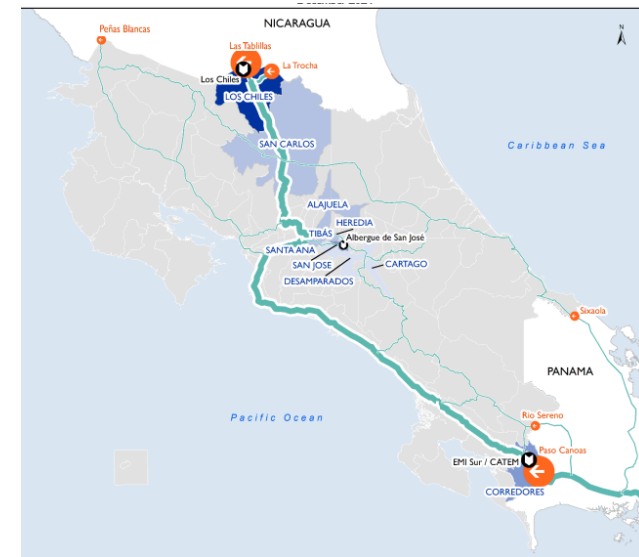 NICARAGUA
N
Peñas Blancas
Las Tablillas
La Trocha
Los Chiles
LOS CHILES
SAN CARLOS
Caribbean Sea
ALAJUELA
HEREDIA
TIBÁS
Albergue de San José
SANTA ANA
SAN JOSE
CARTAGO
DESAMPARADOS
Sixaola
PANAMA
Pacific Ocean
Rio Sereno
Paso Canoas
EMI Sur / CATEM
CORREDORES